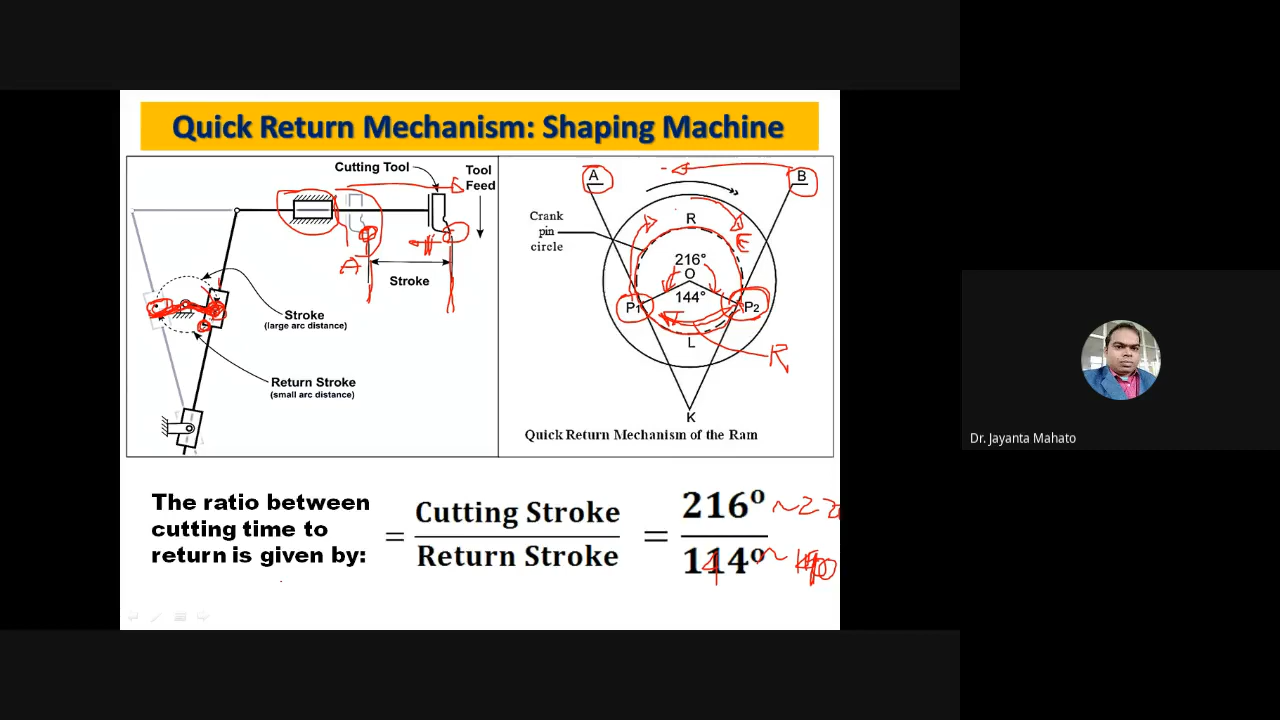 Quick Return Mechanism: Shaping Machine
Cutting Tool
Tool
Feed
A
Stroke
Stroke
(large arc distance)
Return Stroke
(small arc distance)
A
B
Crank
pin
circle
R
216°
O
144°
P1
P2
L
R
K
Quick Return Mechanism of the Ram
The ratio between
cutting time to
return is given by:
= Cutting Stroke
Return Stroke
= 216°
114°
4
Dr. Jayanta Mahato